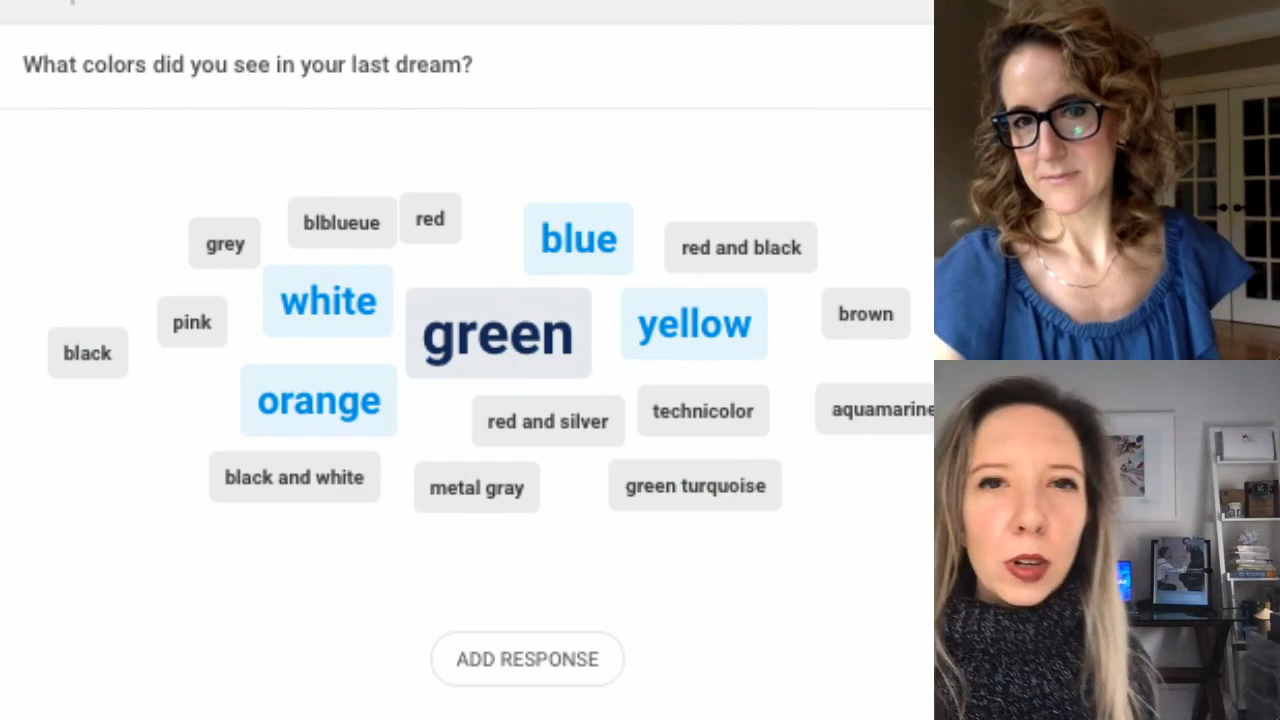 What colors did you see in your last dream?
grey
blblueue
red
blue
red and black
white
pink
green
yellow
brown
black
orange
red and silver
technicolor
aquamarine
black and white
metal gray
green turquoise
ADD RESPONSE